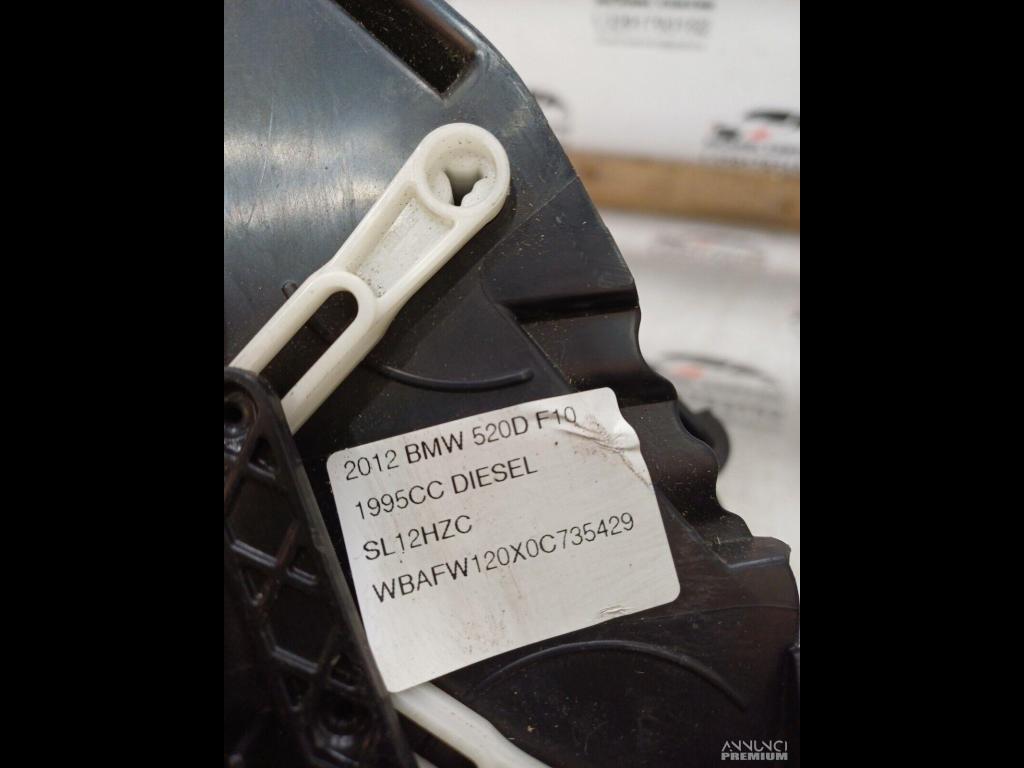 2012 BMW 520D F10
1995CC DIESEL
SL12HZC
WBAFW120X0C735429
ANNUNCI
PREMIUM